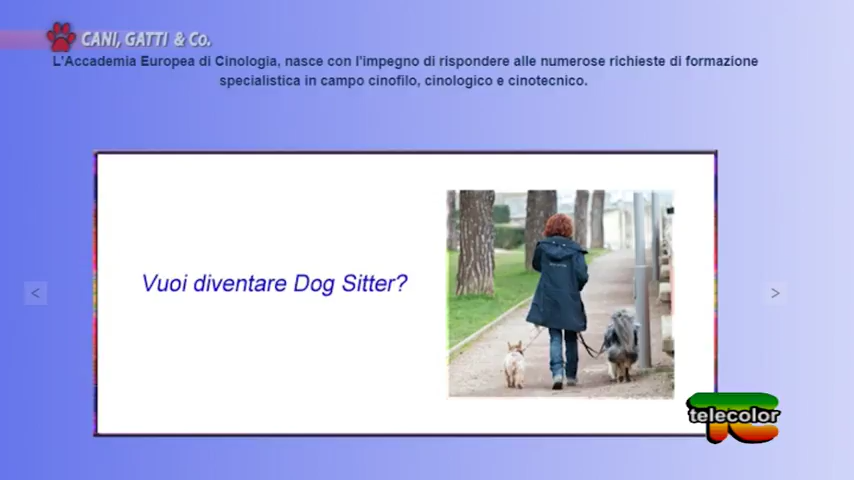 CANI, GATTI & Co.
L'Accademia Europea di Cinologia, nasce con l'impegno di rispondere alle numerose richieste di formazione
specialistica in campo cinofilo, cinologico e cinotecnico.
Vuoi diventare Dog Sitter?
<
>
telecolor